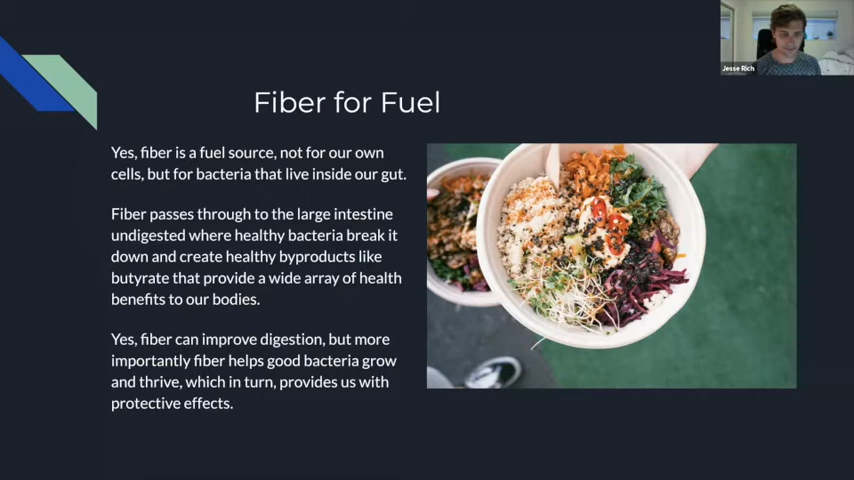 Jesse Rich
Fiber for Fuel
Yes, fiber is a fuel source, not for our own
cells, but for bacteria that live inside our gut.
Fiber passes through to the large intestine
undigested where healthy bacteria break it
down and create healthy byproducts like
butyrate that provide a wide array of health
benefits to our bodies.
Yes, fiber can improve digestion, but more
importantly fiber helps good bacteria grow
and thrive, which in turn, provides us with
protective effects.